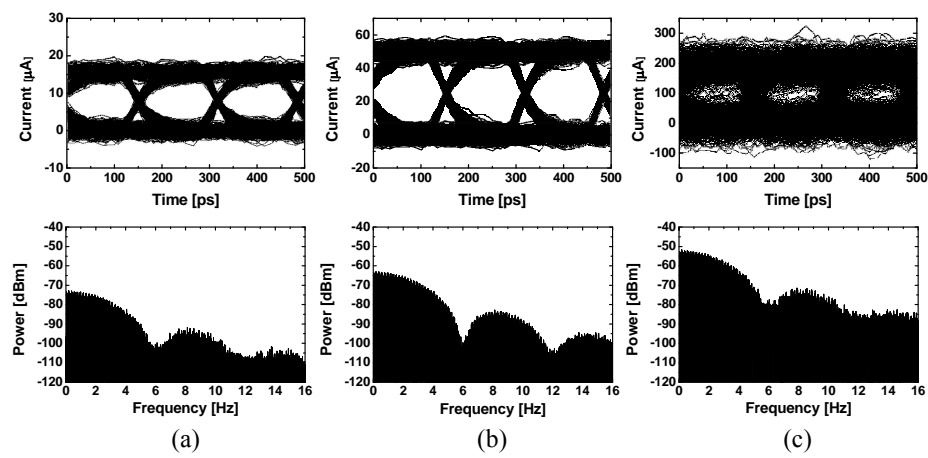 30
20
10
0
-10
Current (µA)
0 100 200 300 400 500
Time [ps]
60
40
20
0
-20
Current (µA)
0 100 200 300 400 500
Time [ps]
300
200
100
0
-100
Current (µA)
0 100 200 300 400 500
Time [ps]
-40
-50
-60
-70
-80
-90
-100
-110
-120
Power [dBm]
0 2 4 6 8 10 12 14 16
Frequency [Hz]
(a)
-40
-50
-60
-70
-80
-90
-100
-110
-120
Power [dBm]
0 2 4 6 8 10 12 14 16
Frequency [Hz]
(b)
-40
-50
-60
-70
-80
-90
-100
-110
-120
Power [dBm]
0 2 4 6 8 10 12 14 16
Frequency [Hz]
(c)